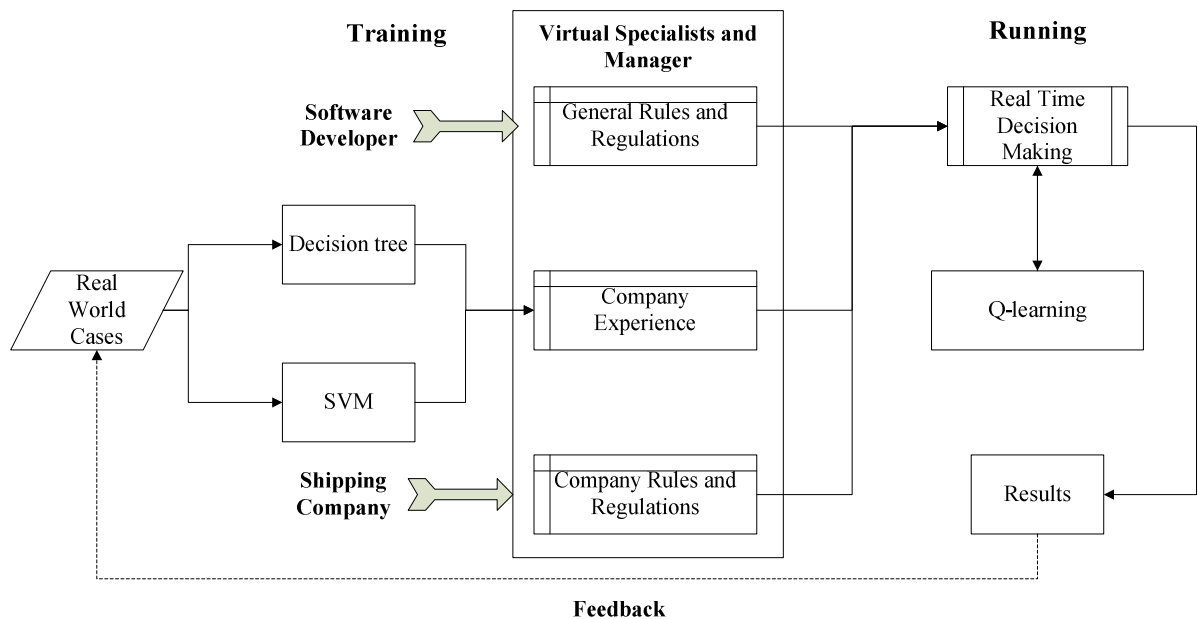 Training
Virtual Specialists and
Manager
Running
Software
Developer
General Rules and
Regulations
Real Time
Decision
Making
Decision tree
Real
World
Cases
Company
Experience
Q-learning
SVM
Shipping
Company
Company Rules and
Regulations
Results
Feedback